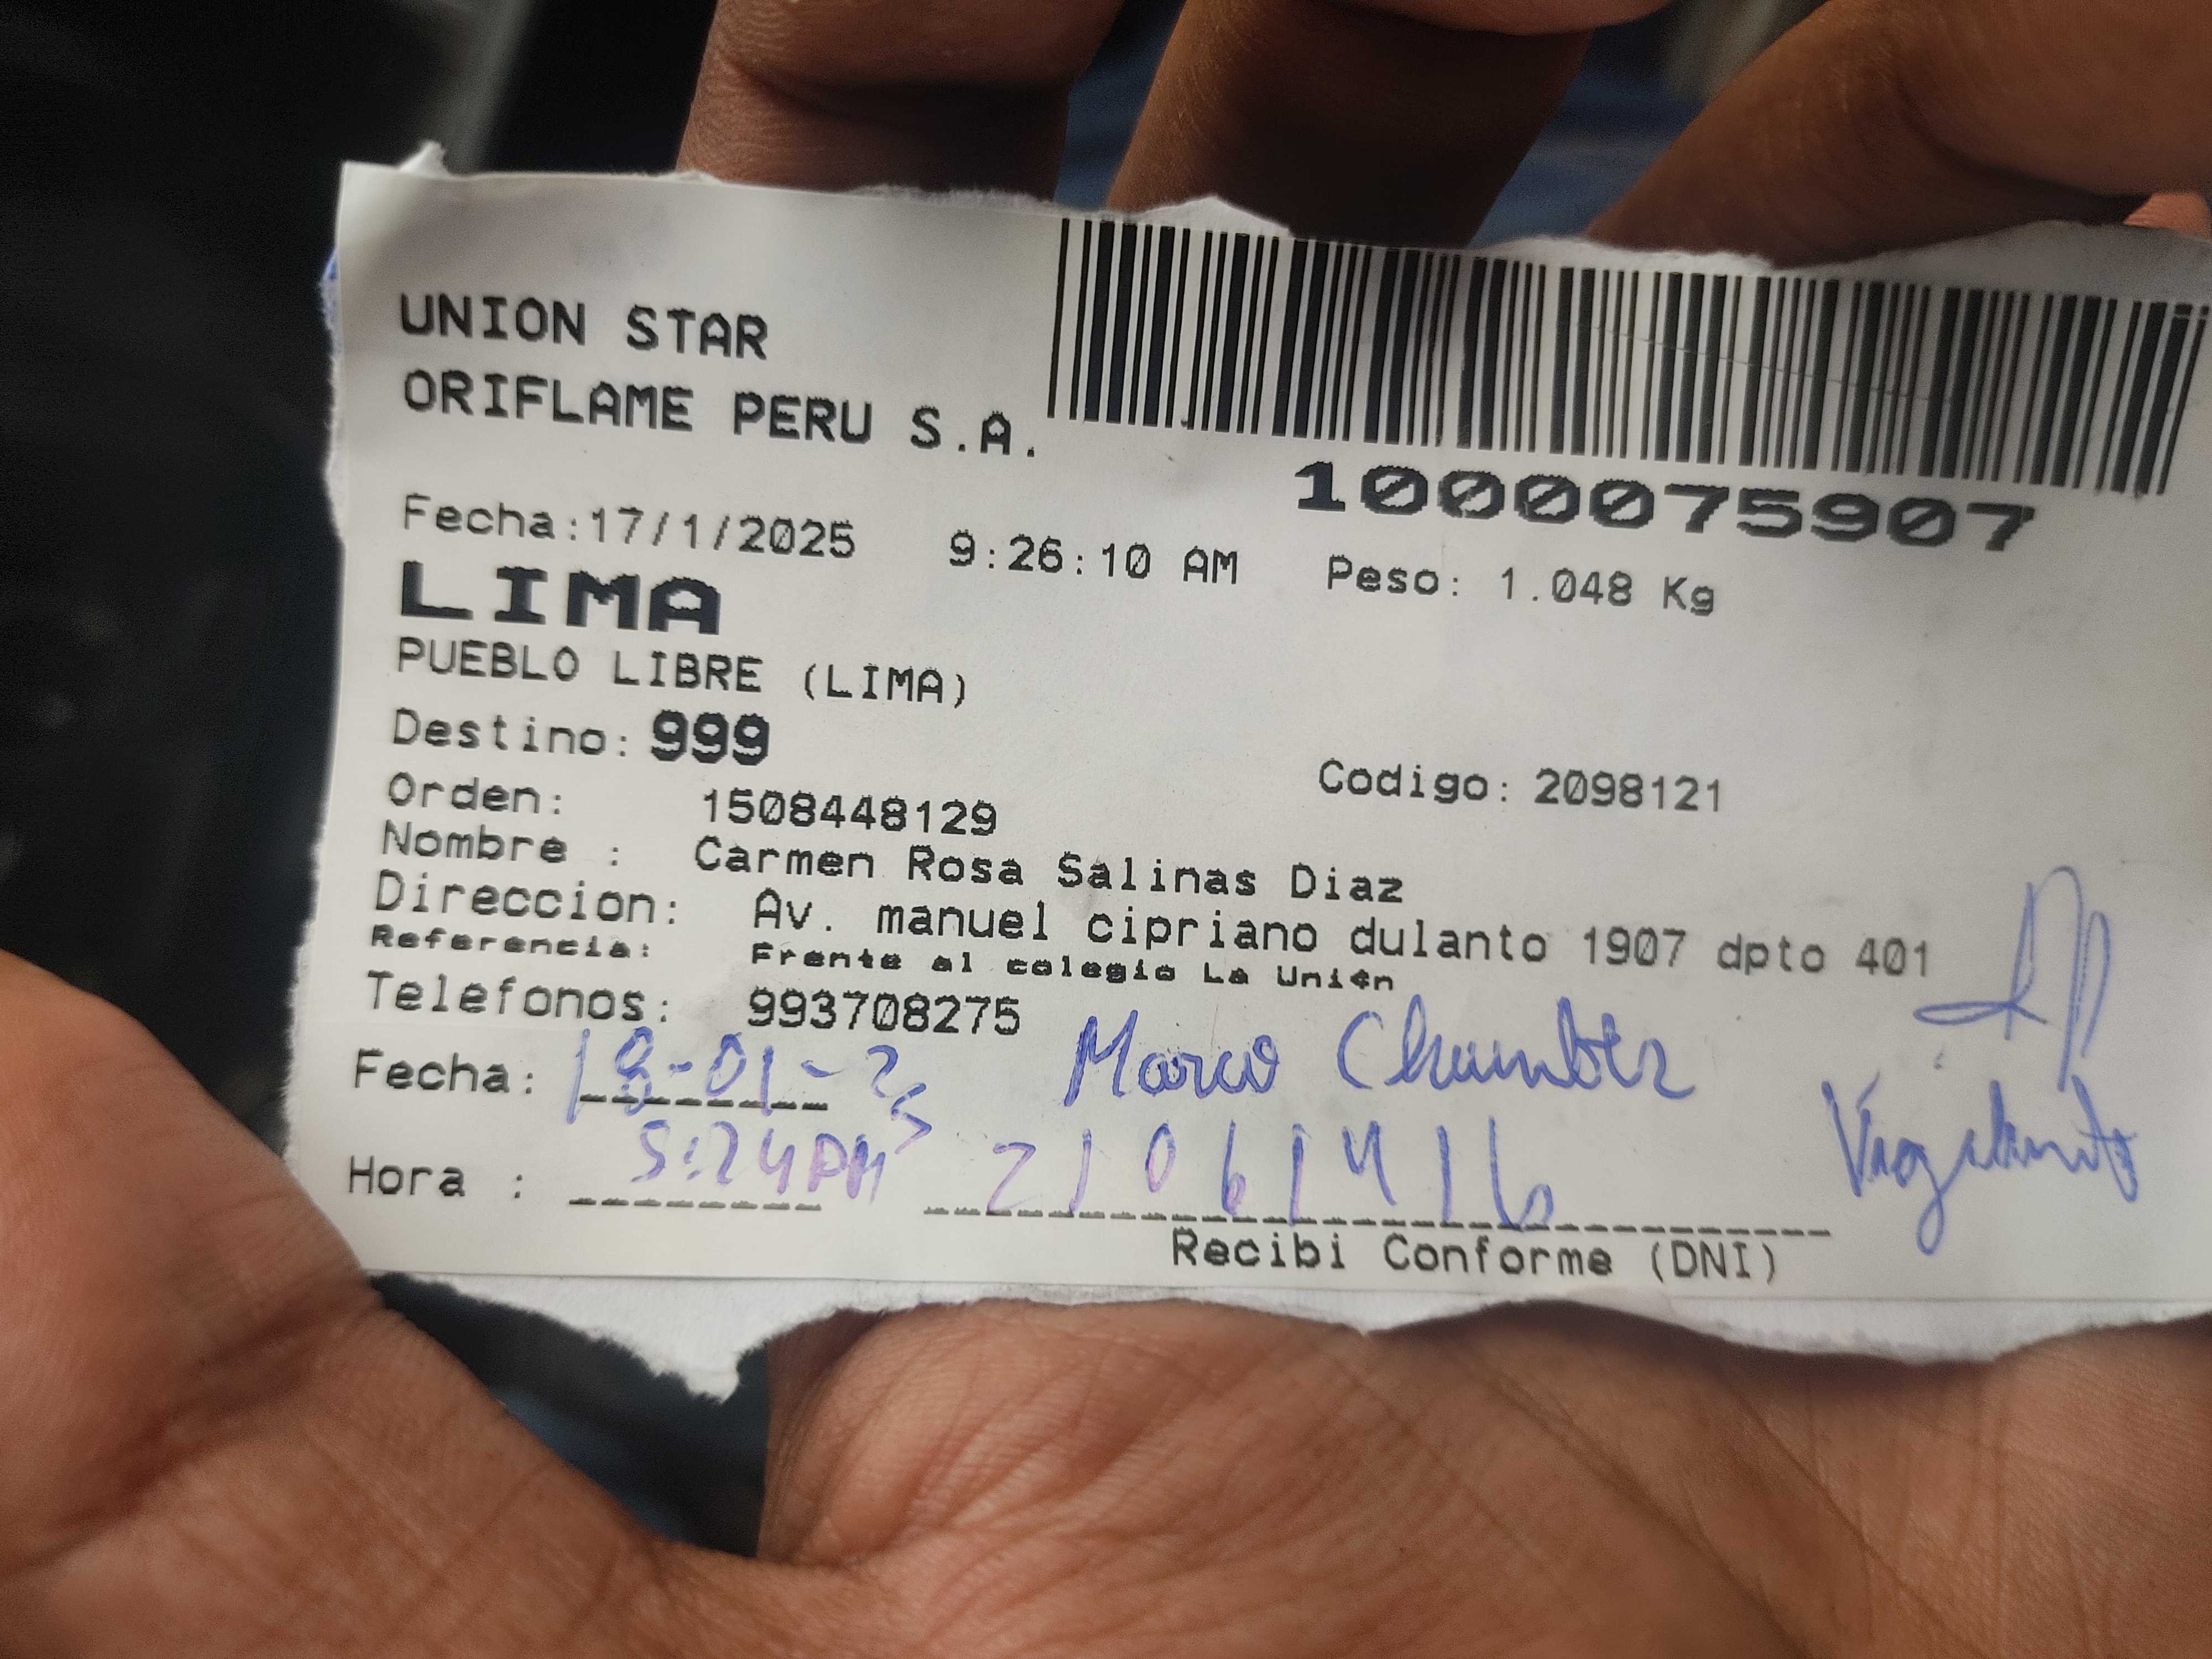 UNION STAR
ORIFLAME PERU S.A.
1000075907
Fecha:17/1/2025 9:26:10 AM Peso: 1.048 Kg
LIMA
PUEBLO LIBRE (LIMA)
Destino: 999
Orden: 1508448129 Codigo: 2098121
Nombre : Carmen Rosa Salinas Diaz
Direccion: Av. manuel cipriano dulanto 1907 dpto 401
Referencia: Frente al colegio La Unión
Telefonos: 993708275
Fecha: 18-01-25 Marco
Hora : 5:24PM 21061416
Recibi Conforme (DNI)